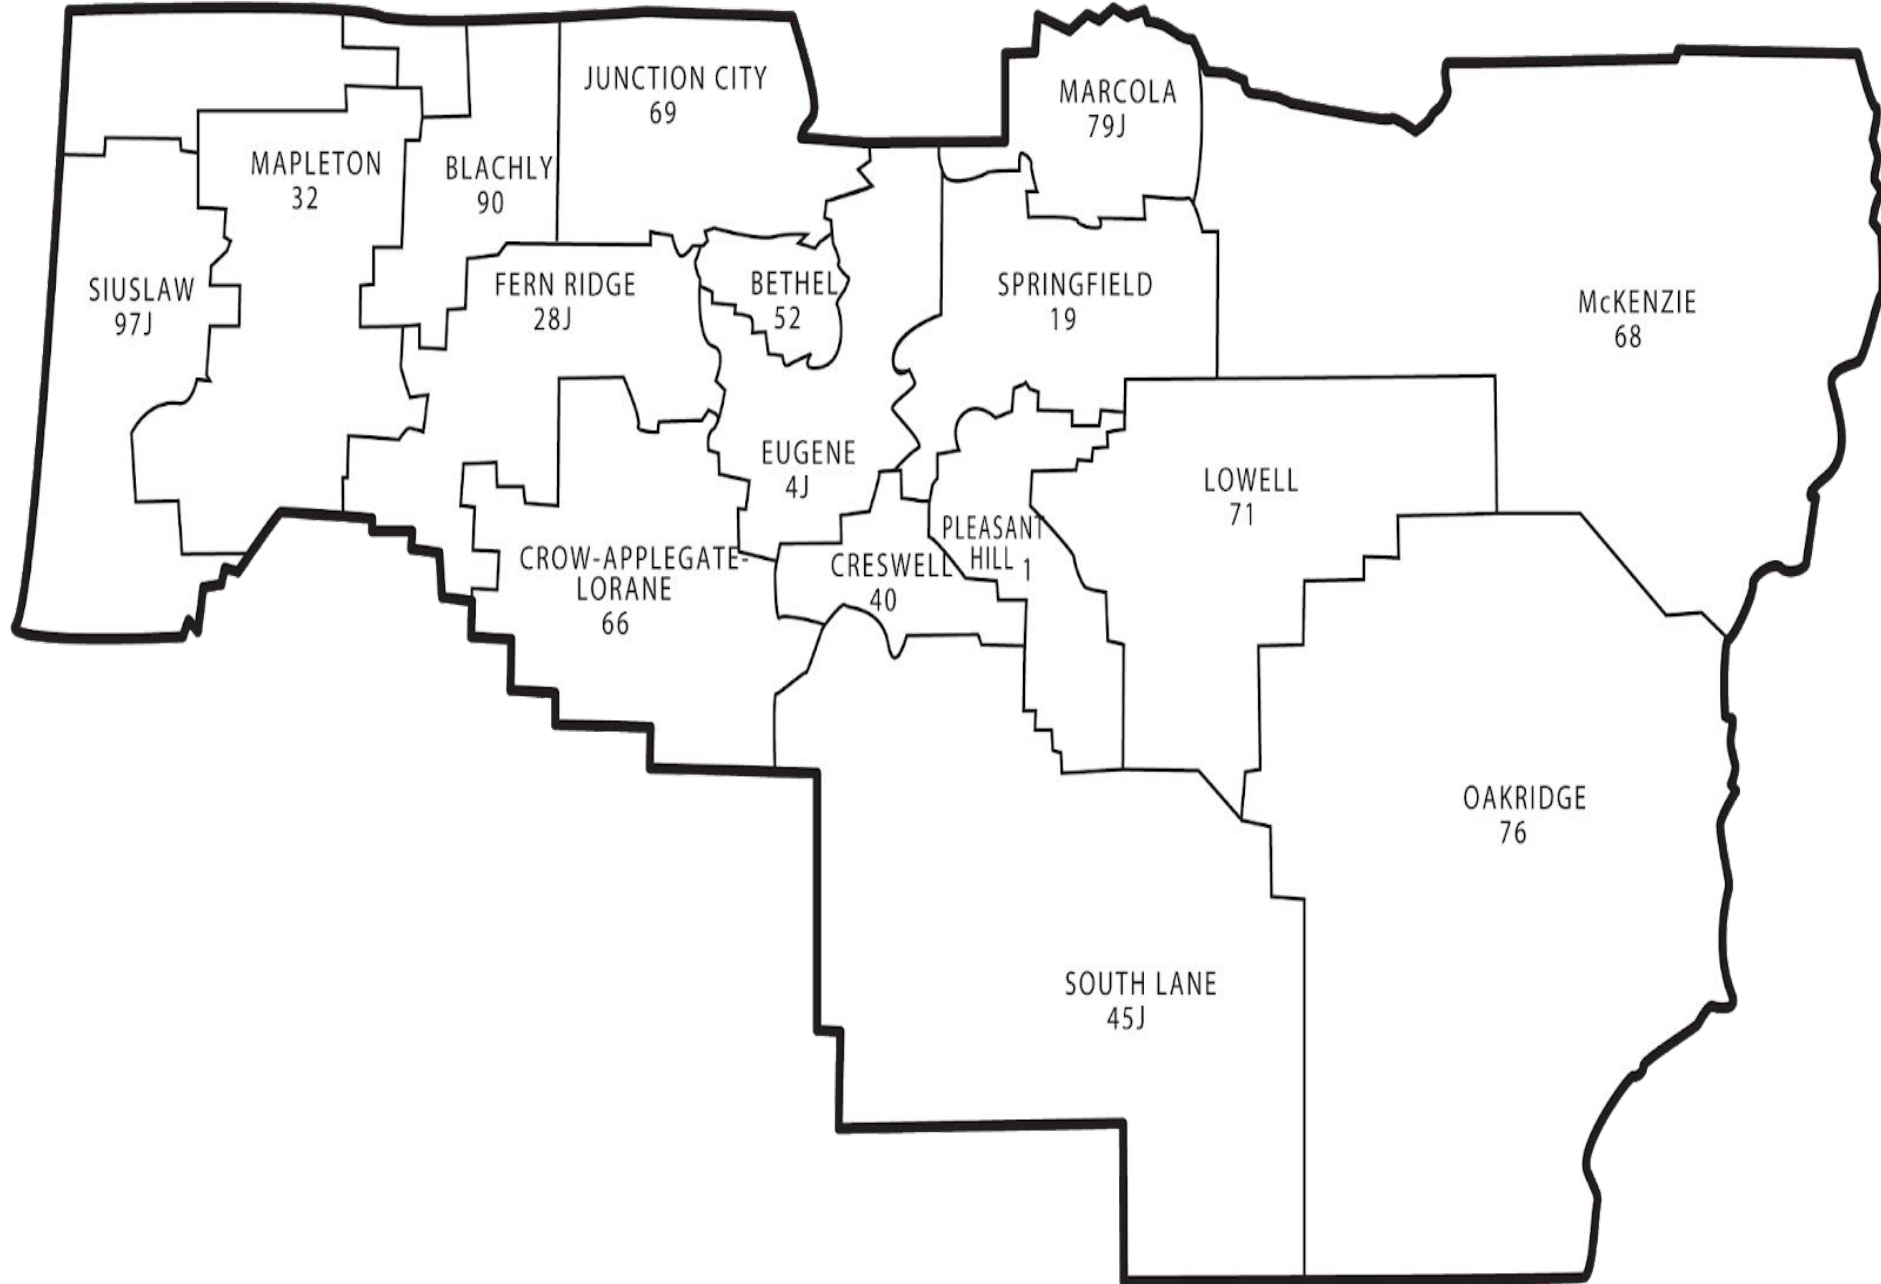 JUNCTION CITY
69
MARCOLA
79J
MAPLETON
32
BLACHLY
90
SIUSLAW
97J
FERN RIDGE
28J
BETHEL
52
SPRINGFIELD
19
McKENZIE
68
EUGENE
4J
LOWELL
71
PLEASANT
HILL 1
CROW-APPLEGATE-
LORANE
66
CRESWELL
40
OAKRIDGE
76
SOUTH LANE
45J